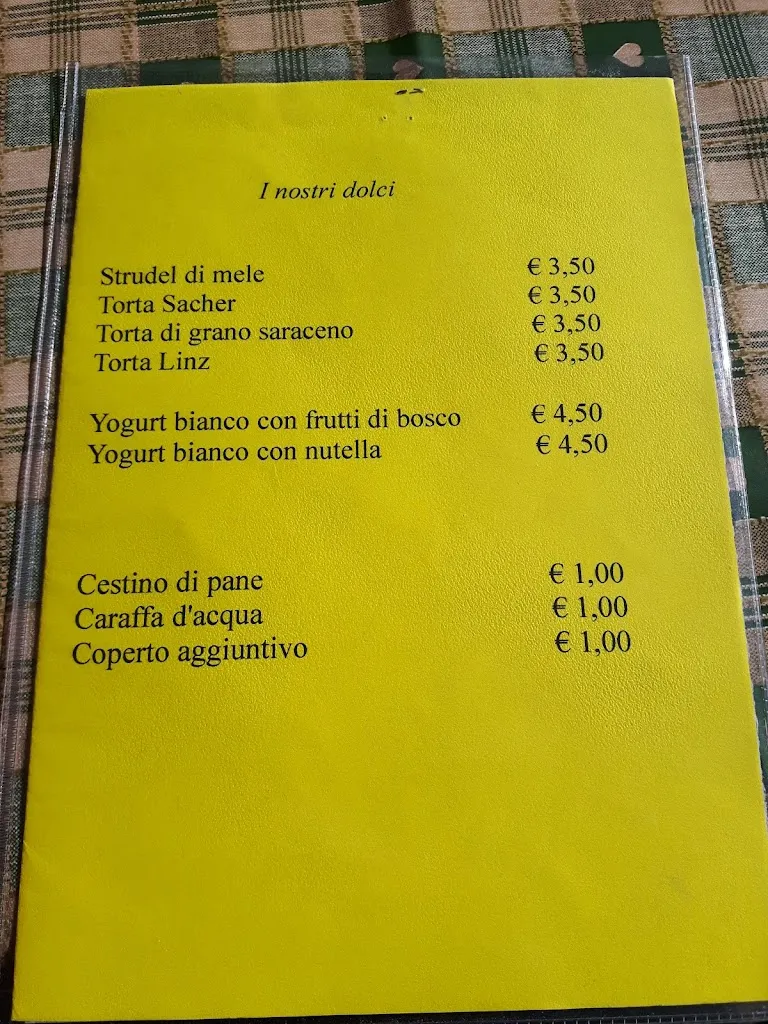 I nostri dolci
Strudel di mele € 3,50
Torta Sacher € 3,50
Torta di grano saraceno € 3,50
Torta Linz € 3,50
Yogurt bianco con frutti di bosco € 4,50
Yogurt bianco con nutella € 4,50
Cestino di pane € 1,00
Caraffa d'acqua € 1,00
Coperto aggiuntivo € 1,00